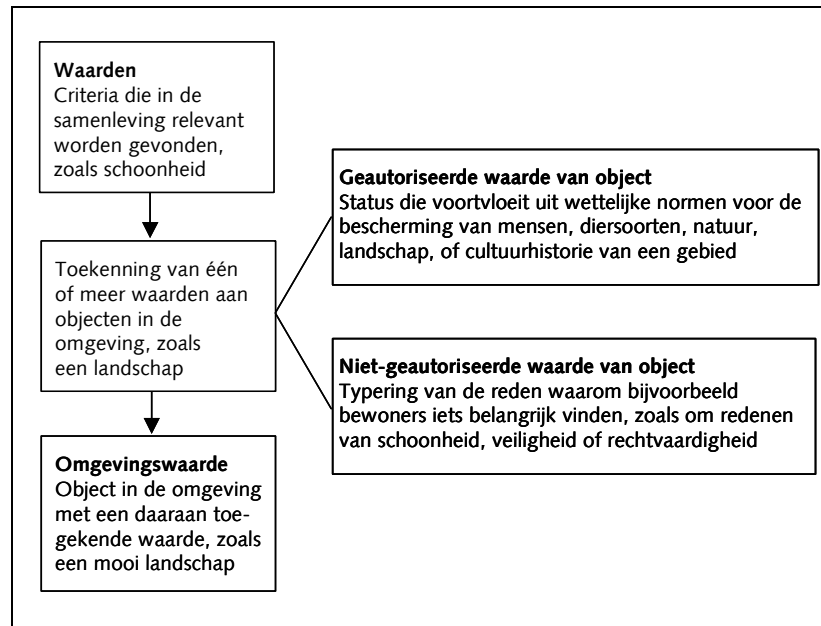 Waarden
Criteria die in de
samenleving relevant
worden gevonden,
zoals schoonheid
Toekenning van één
of meer waarden aan
objecten in de
omgeving, zoals
een landschap
Omgevingswaarde
Object in de omgeving
met een daaraan toe-
gekende waarde, zoals
een mooi landschap
Geautoriseerde waarde van object
Status die voortvloeit uit wettelijke normen voor de
bescherming van mensen, diersoorten, natuur,
landschap, of cultuurhistorie van een gebied
Niet-geautoriseerde waarde van object
Typering van de reden waarom bijvoorbeeld
bewoners iets belangrijk vinden, zoals om redenen
van schoonheid, veiligheid of rechtvaardigheid